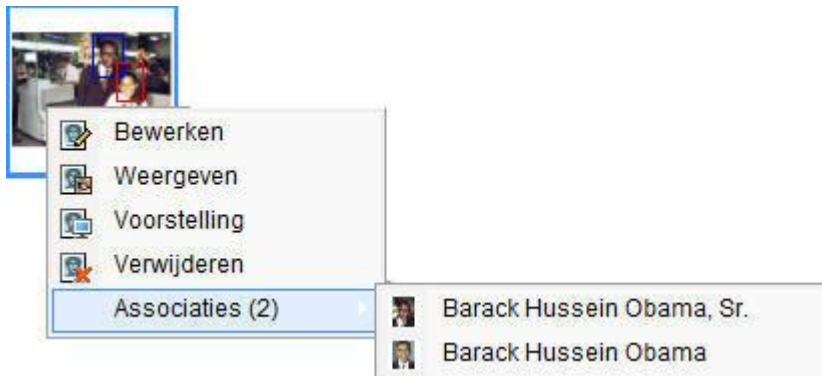 Bewerken
Weergeven
Voorstelling
Verwijderen
Associaties (2)
Barack Hussein Obama, Sr.
Barack Hussein Obama